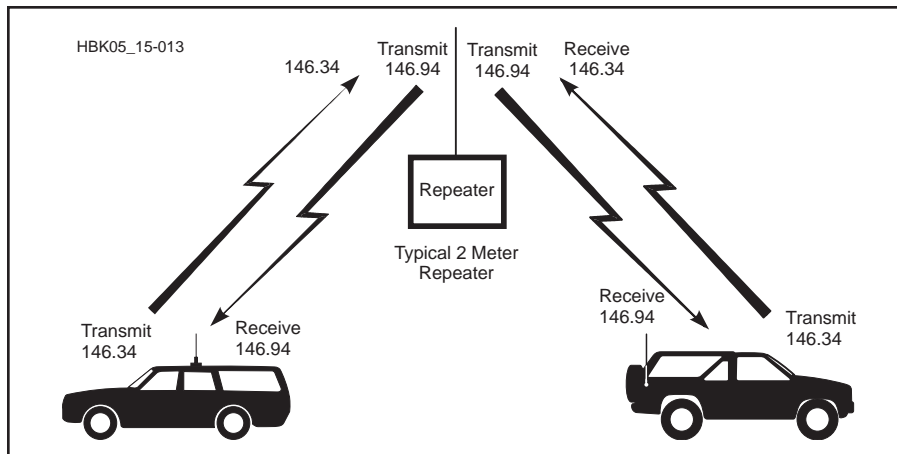 HBK05_15-013
146.34
Transmit
146.94
Transmit
146.94
Receive
146.34
Repeater
Typical 2 Meter
Repeater
Transmit
146.34
Receive
146.94
Receive
146.94
Transmit
146.34